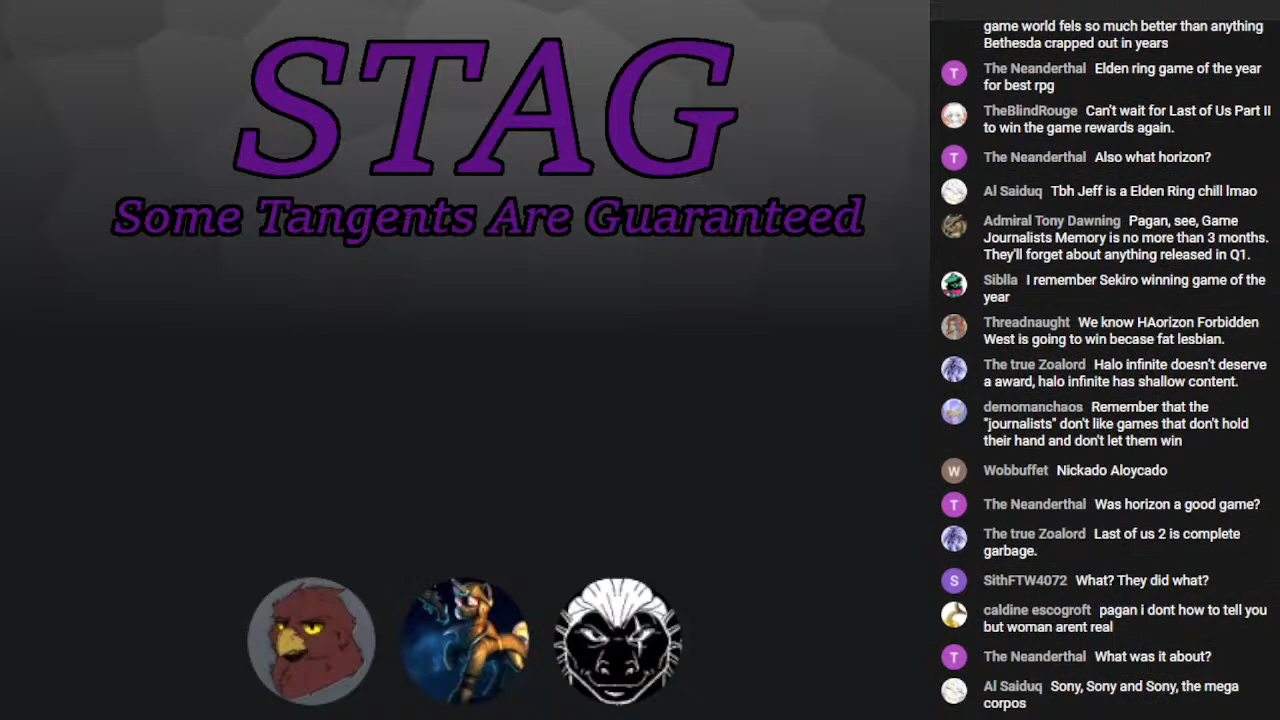 STAG
Some Tangents Are Guaranteed
game world fels so much better than anything
Bethesda crapped out in years
T The Neanderthal Elden ring game of the year
for best rpg
TheBlindRouge Can't wait for Last of Us Part II
to win the game rewards again.
T The Neanderthal Also what horizon?
Al Saiduq Tbh Jeff is a Elden Ring chill lmao
Admiral Tony Dawning Pagan, see, Game
Journalists Memory is no more than 3 months.
They'll forget about anything released in Q1.
Siblla I remember Sekiro winning game of the
year
Threadnaught We know HAorizon Forbidden
West is going to win becase fat lesbian.
The true Zoalord Halo infinite doesn't deserve
a award, halo infinite has shallow content.
demomanchaos Remember that the
"journalists" don't like games that don't hold
their hand and don't let them win
W Wobbuffet Nickado Aloycado
T The Neanderthal Was horizon a good game?
The true Zoalord Last of us 2 is complete
garbage.
S SithFTW4072 What? They did what?
caldine escogroft pagan i dont how to tell you
but woman arent real
T The Neanderthal What was it about?
Al Saiduq Sony, Sony and Sony, the mega
corpos